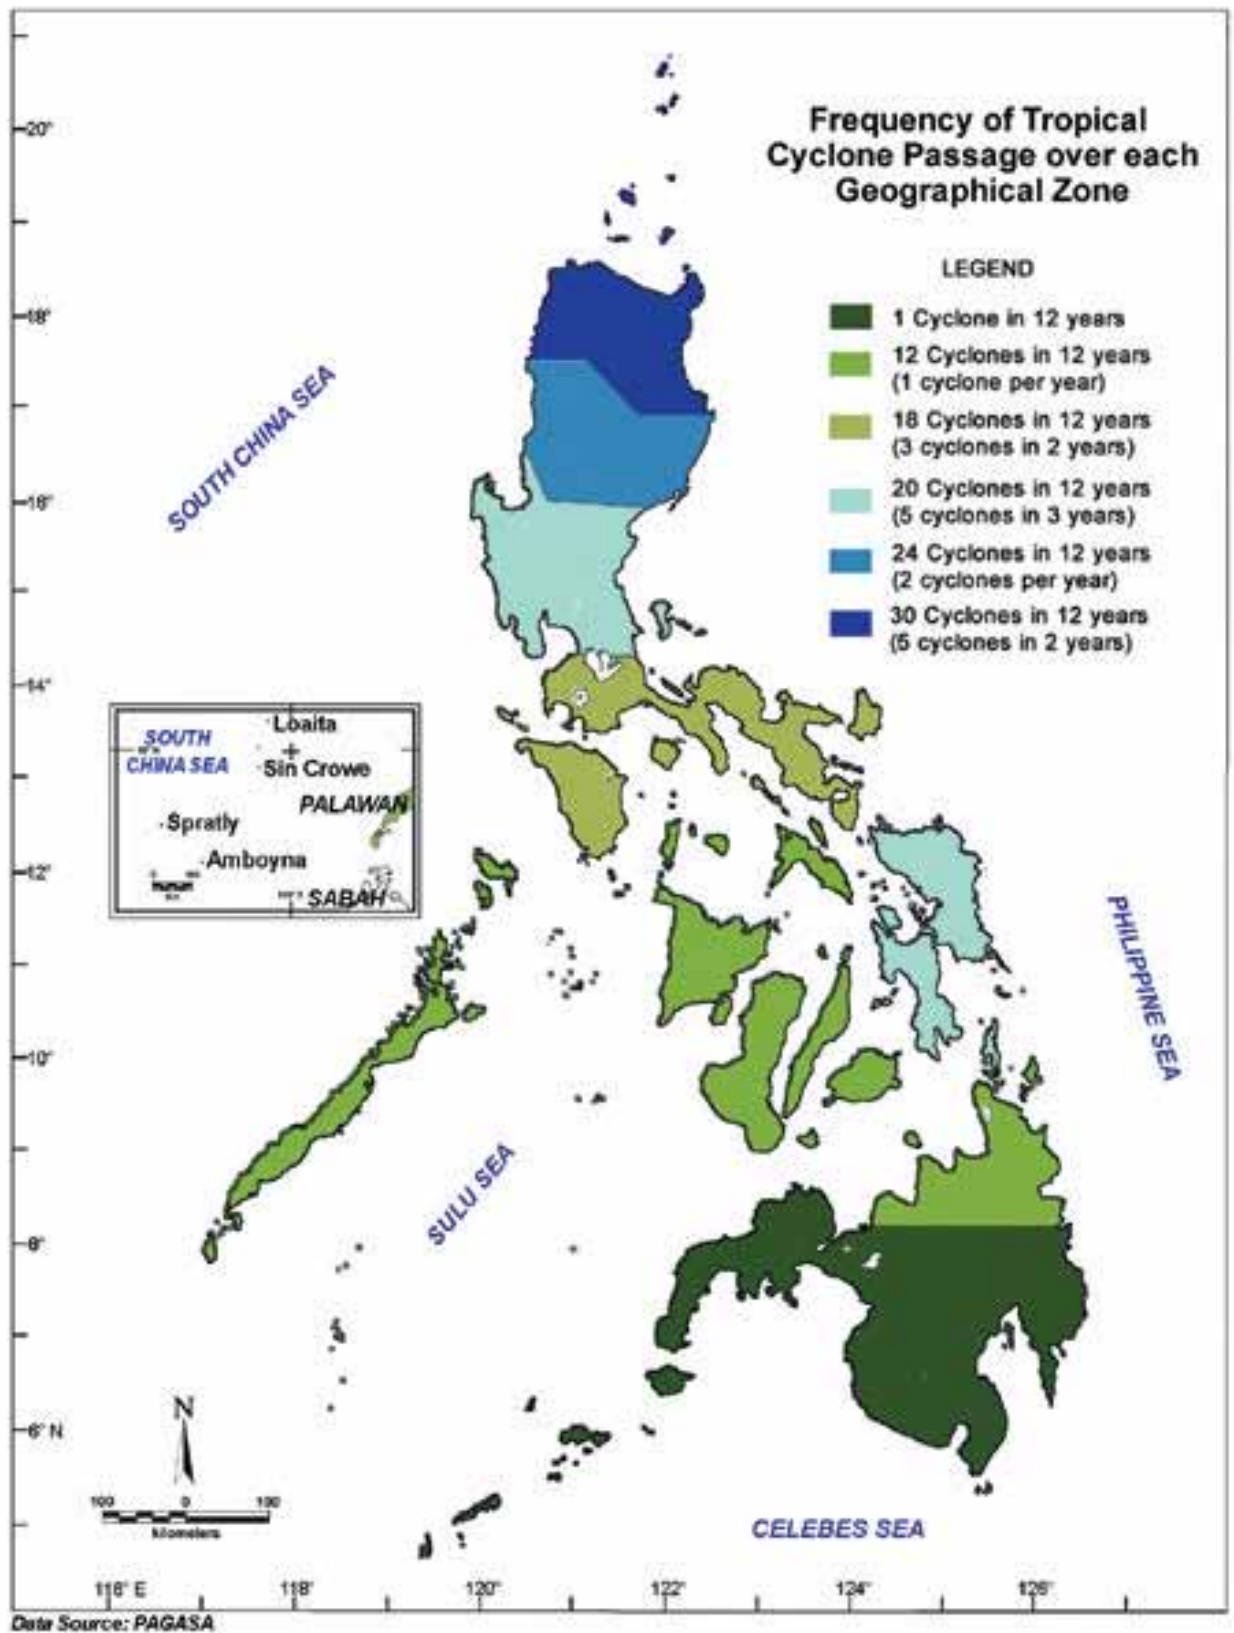 Frequency of Tropical
Cyclone Passage over each
Geographical Zone
LEGEND
1 Cyclone in 12 years
12 Cyclones in 12 years
(1 cyclone per year)
18 Cyclones in 12 years
(3 cyclones in 2 years)
20 Cyclones in 12 years
(5 cyclones in 3 years)
24 Cyclones in 12 years
(2 cyclones per year)
30 Cyclones in 12 years
(5 cyclones in 2 years)
20°
18°
16°
14°
12°
10°
8°
6° N
SOUTH CHINA SEA
SOUTH
CHINA SEA
Loaita
Sin Crowe
PALAWAN
Spratly
Amboyna
SABAH
PHILIPPINE SEA
SULU SEA
CELEBES SEA
N
100 0 100
kilometers
116° E 118° 120° 122° 124° 126°
Data Source: PAGASA